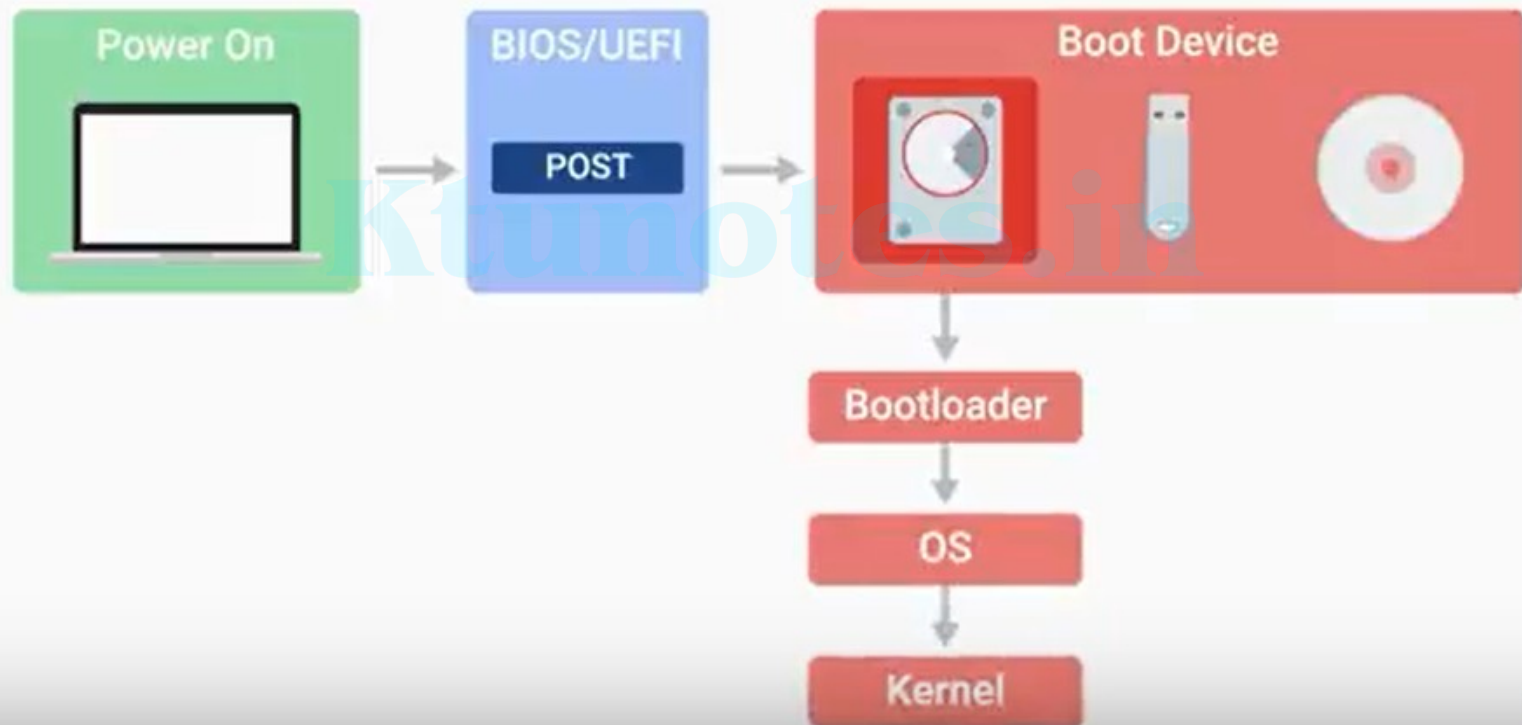 Power On
BIOS/UEFI
Boot Device
POST
Ktunotes.in
Bootloader
OS
Kernel